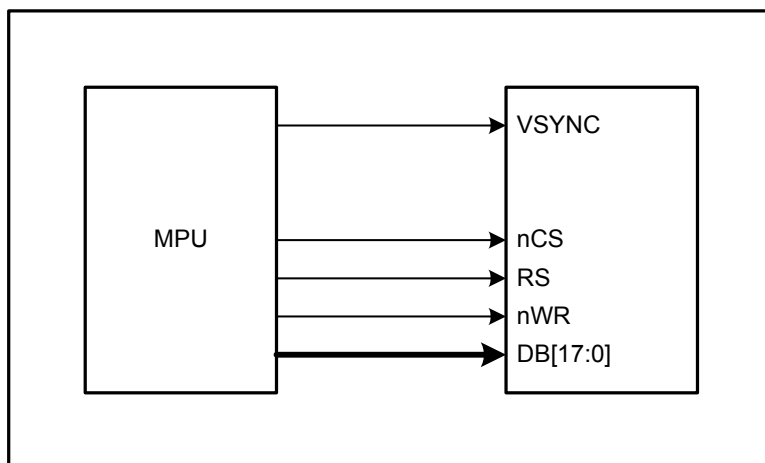 VSYNC
MPU
nCS
RS
nWR
DB[17:0]